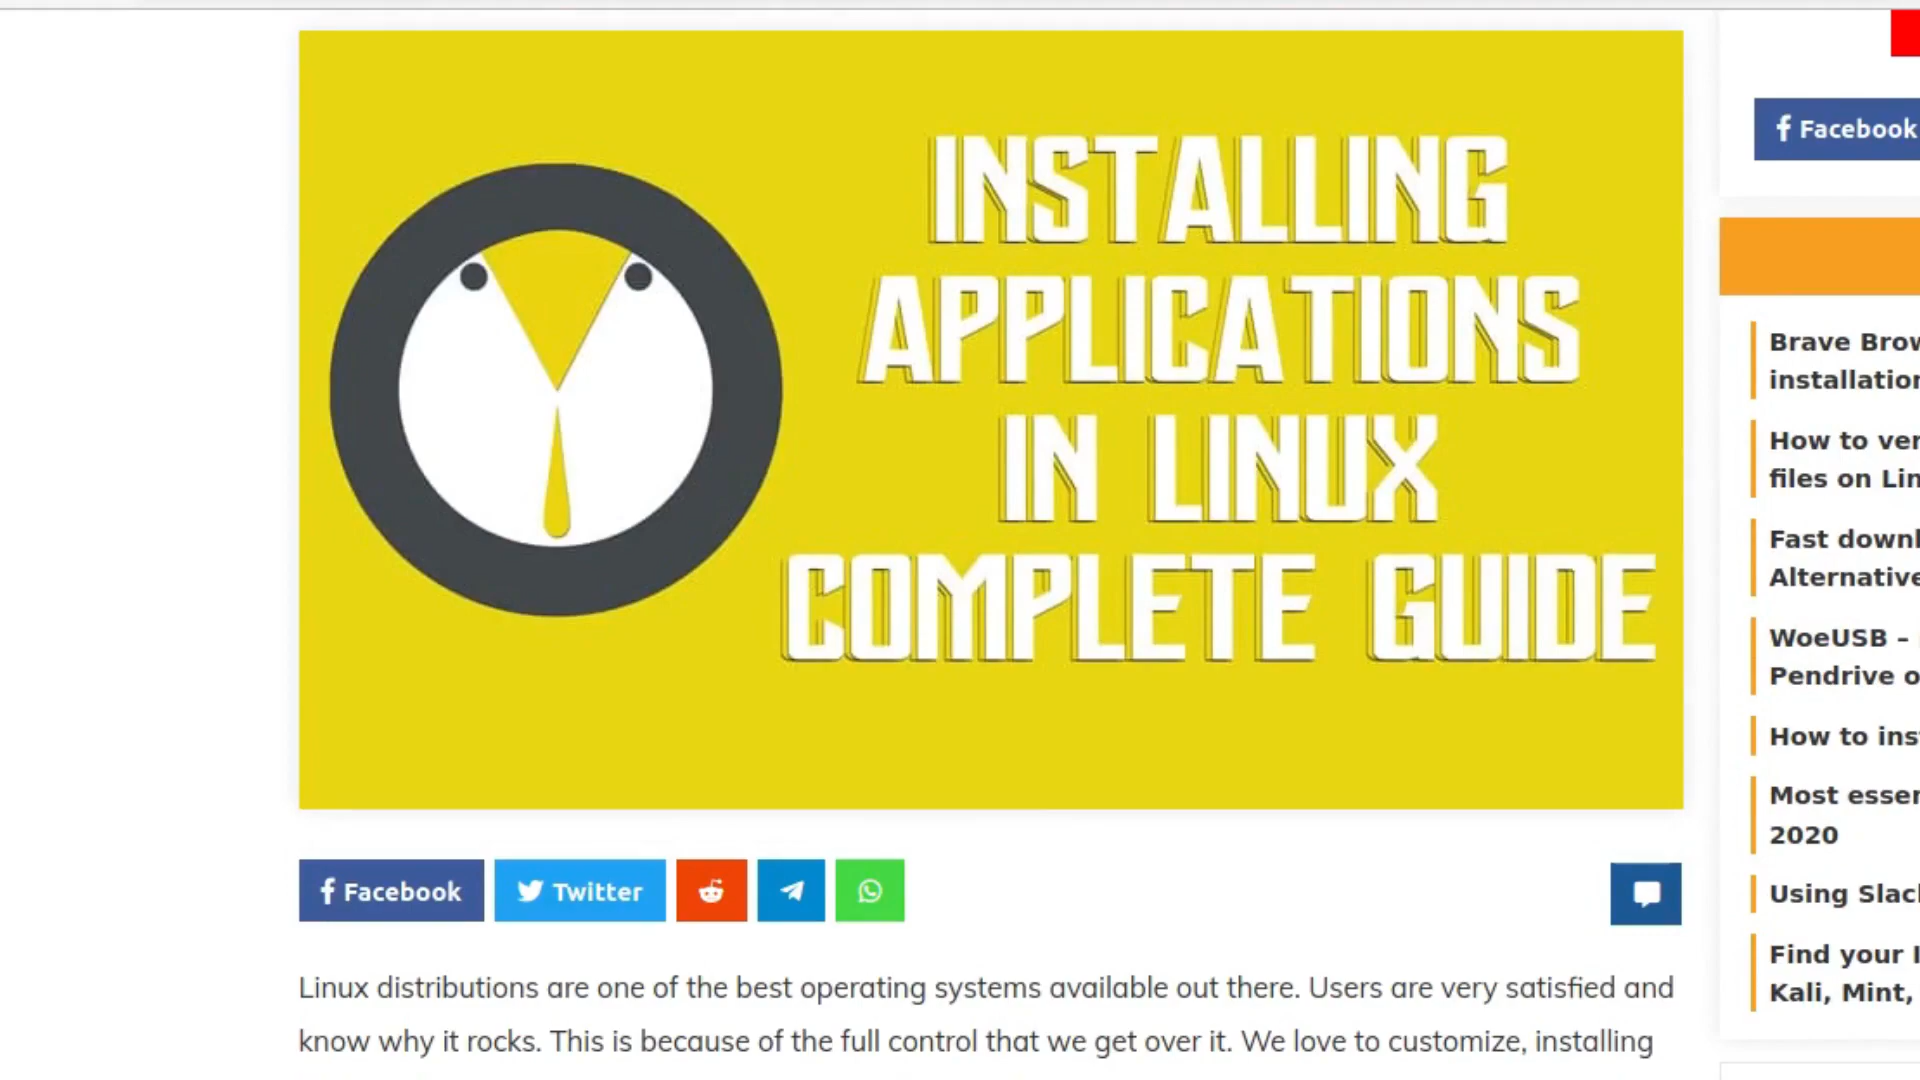 INSTALLING
APPLICATIONS
IN LINUX
COMPLETE GUIDE
Facebook
Twitter
Linux distributions are one of the best operating systems available out there. Users are very satisfied and
know why it rocks. This is because of the full control that we get over it. We love to customize, installing
Facebook
Brave Brow
installation
How to ver
files on Lin
Fast downl
Alternative
WoeUSB –
Pendrive o
How to ins
Most essen
2020
Using Slack
Find your I
Kali, Mint,